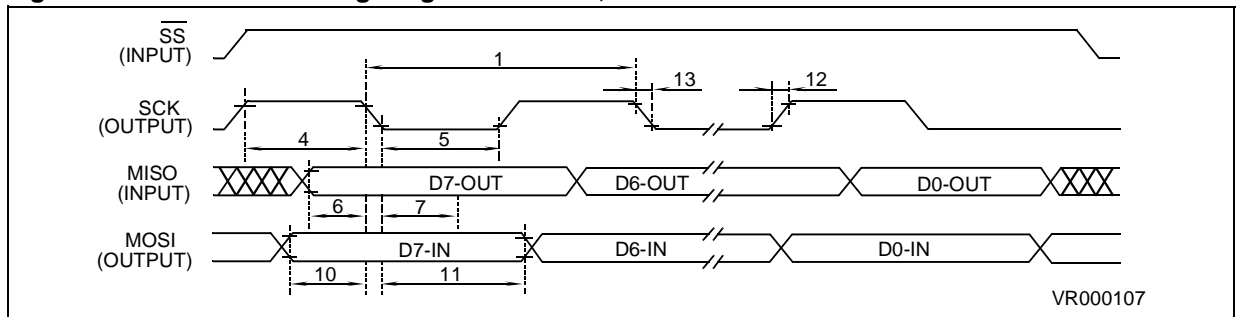 SS
(INPUT)
1
13
12
SCK
(OUTPUT)
4
5
MISO
(INPUT)
D7-OUT
D6-OUT
D0-OUT
6
7
MOSI
(OUTPUT)
D7-IN
D6-IN
D0-IN
10
11
VR000107